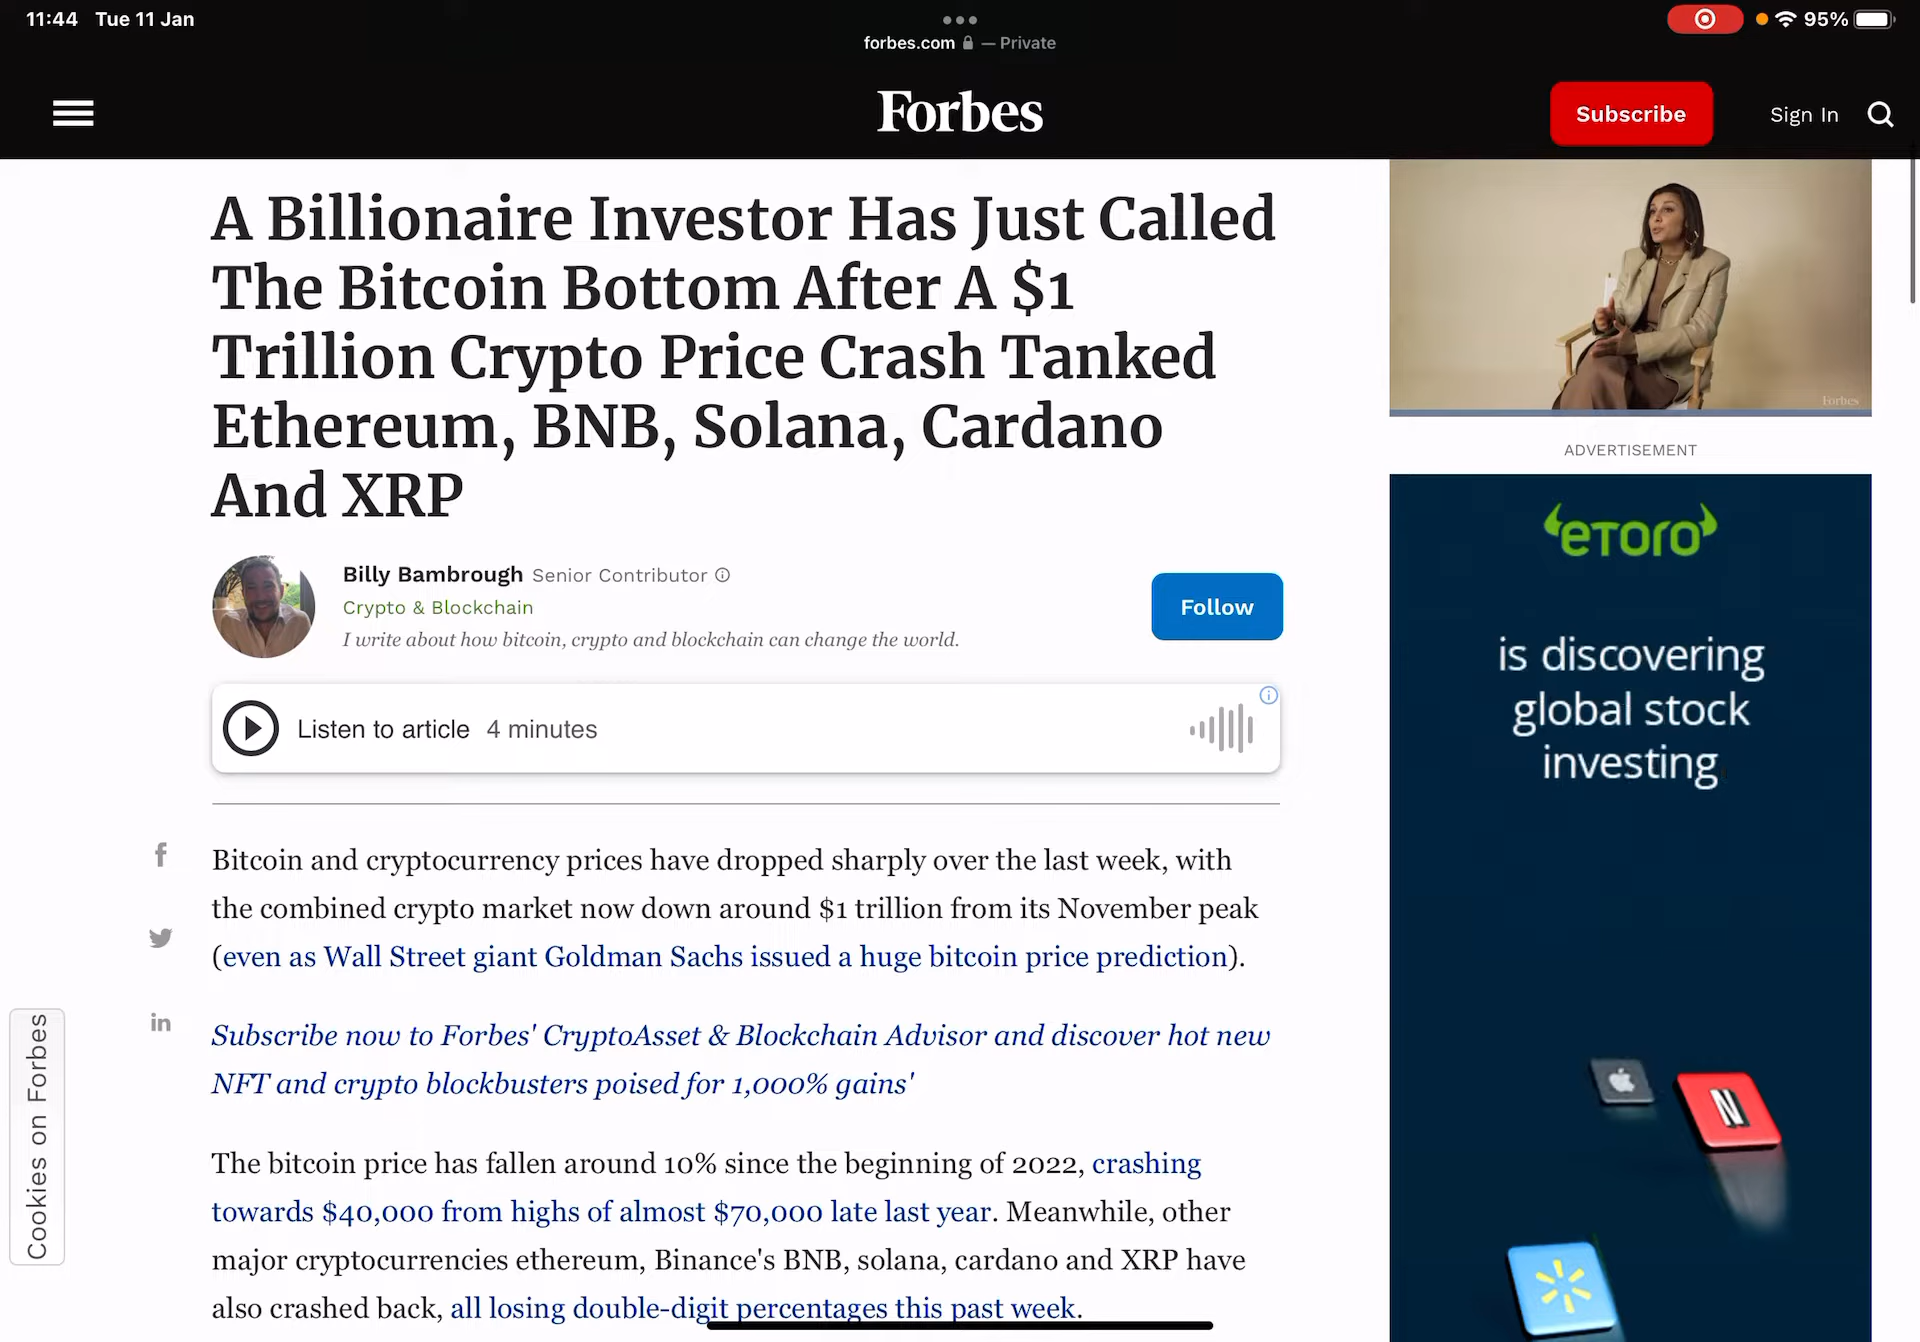 11:44 Tue 11 Jan
95%
forbes.com — Private
Forbes
Subscribe
Sign In
A Billionaire Investor Has Just Called
The Bitcoin Bottom After A $1
Trillion Crypto Price Crash Tanked
Ethereum, BNB, Solana, Cardano
And XRP
Billy Bambrough Senior Contributor
Crypto & Blockchain
I write about how bitcoin, crypto and blockchain can change the world.
Follow
Listen to article 4 minutes
Bitcoin and cryptocurrency prices have dropped sharply over the last week, with
the combined crypto market now down around $1 trillion from its November peak
(even as Wall Street giant Goldman Sachs issued a huge bitcoin price prediction).
Subscribe now to Forbes' CryptoAsset & Blockchain Advisor and discover hot new
NFT and crypto blockbusters poised for 1,000% gains'
The bitcoin price has fallen around 10% since the beginning of 2022, crashing
towards $40,000 from highs of almost $70,000 late last year. Meanwhile, other
major cryptocurrencies ethereum, Binance's BNB, solana, cardano and XRP have
also crashed back, all losing double-digit percentages this past week.
Cookies on Forbes
Forbes
ADVERTISEMENT
eToro
is discovering
global stock
investing
N